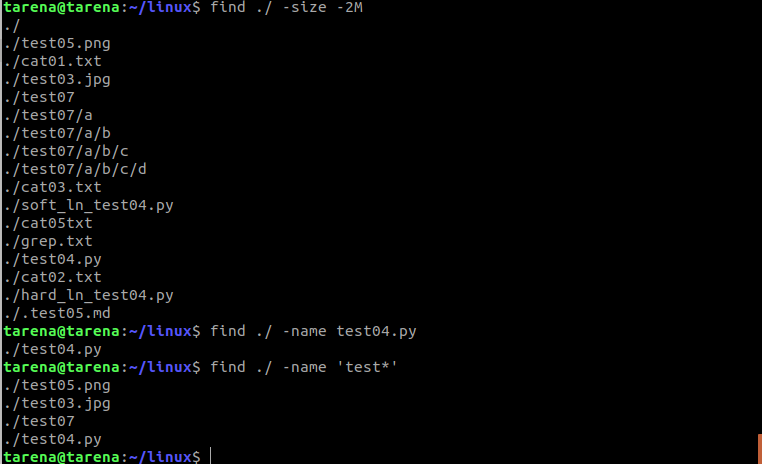 tarena@tarena:~/linux$ find ./ -size -2M
./
./test05.png
./cat01.txt
./test03.jpg
./test07
./test07/a
./test07/a/b
./test07/a/b/c
./test07/a/b/c/d
./cat03.txt
./soft_ln_test04.py
./cat05txt
./grep.txt
./test04.py
./cat02.txt
./hard_ln_test04.py
./.test05.md
tarena@tarena:~/linux$ find ./ -name test04.py
./test04.py
tarena@tarena:~/linux$ find ./ -name 'test*'
./test05.png
./test03.jpg
./test07
./test04.py
tarena@tarena:~/linux$